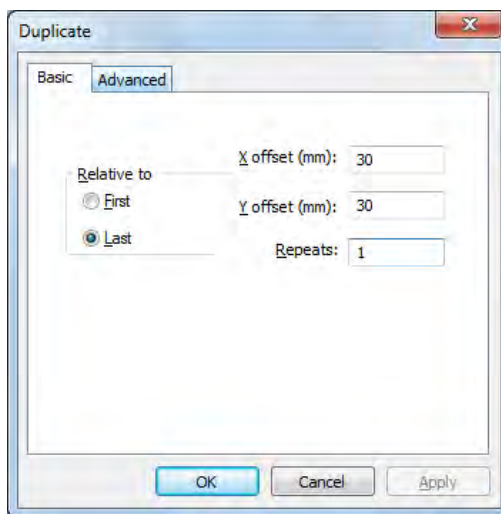 Duplicate
Basic Advanced
X offset (mm): 30
Relative to
First
Y offset (mm): 30
Last
Repeats: 1
OK Cancel Apply